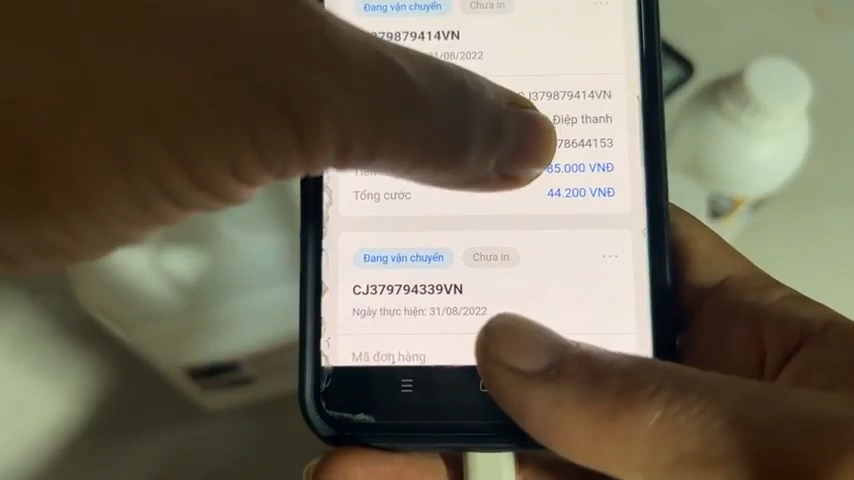 Đang vận chuyển Chưa in
379879414VN
31/08/2022
CJ379879414VN
Điệp thanh
78644153
85.000 VNĐ
Tổng cước 44.200 VNĐ
Đang vận chuyển Chưa in
CJ379794339VN
Ngày thực hiện: 31/08/2022
Mã đơn hàng